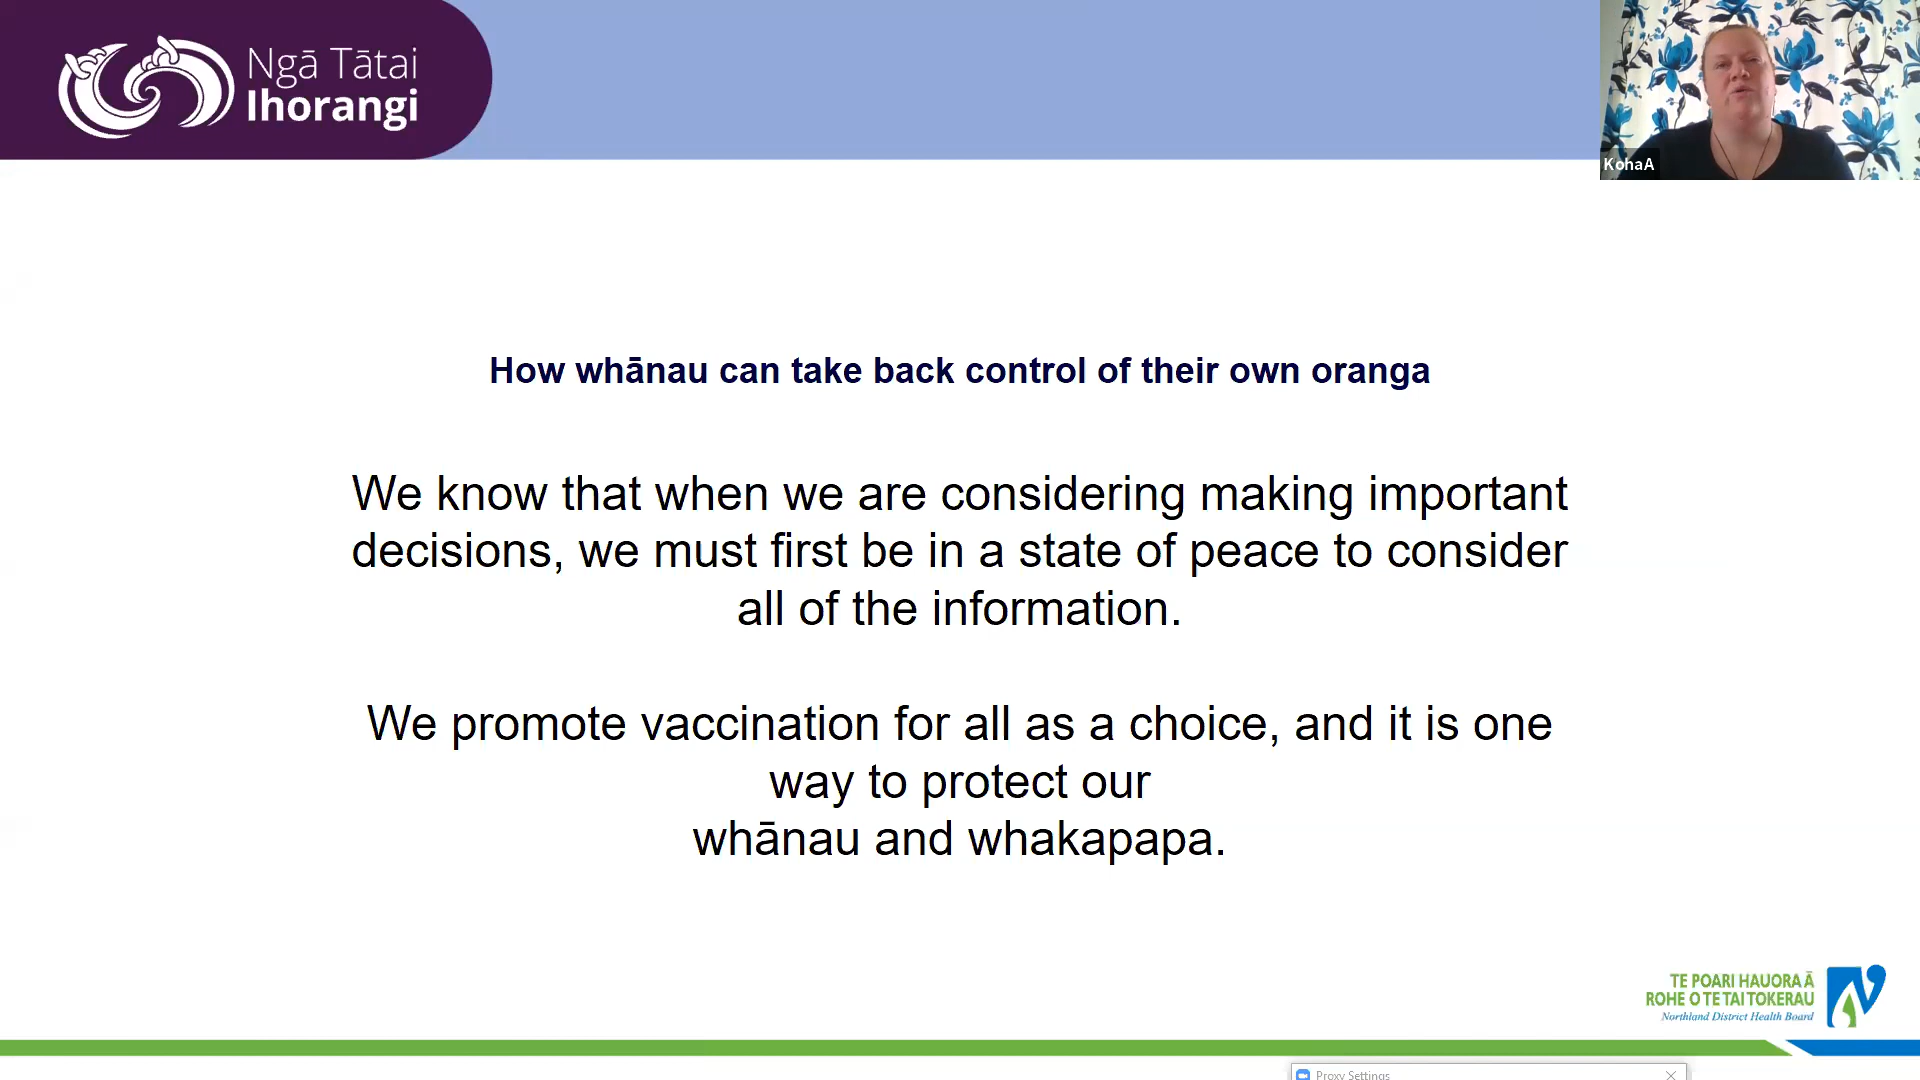 Ngā Tātai
Ihorangi
KohaA
How whānau can take back control of their own oranga
We know that when we are considering making important
decisions, we must first be in a state of peace to consider
all of the information.
We promote vaccination for all as a choice, and it is one
way to protect our
whānau and whakapapa.
TE POARI HAUORA Ā
ROHE O TE TAI TOKERAU
Northland District Health Board
Proxy Settings